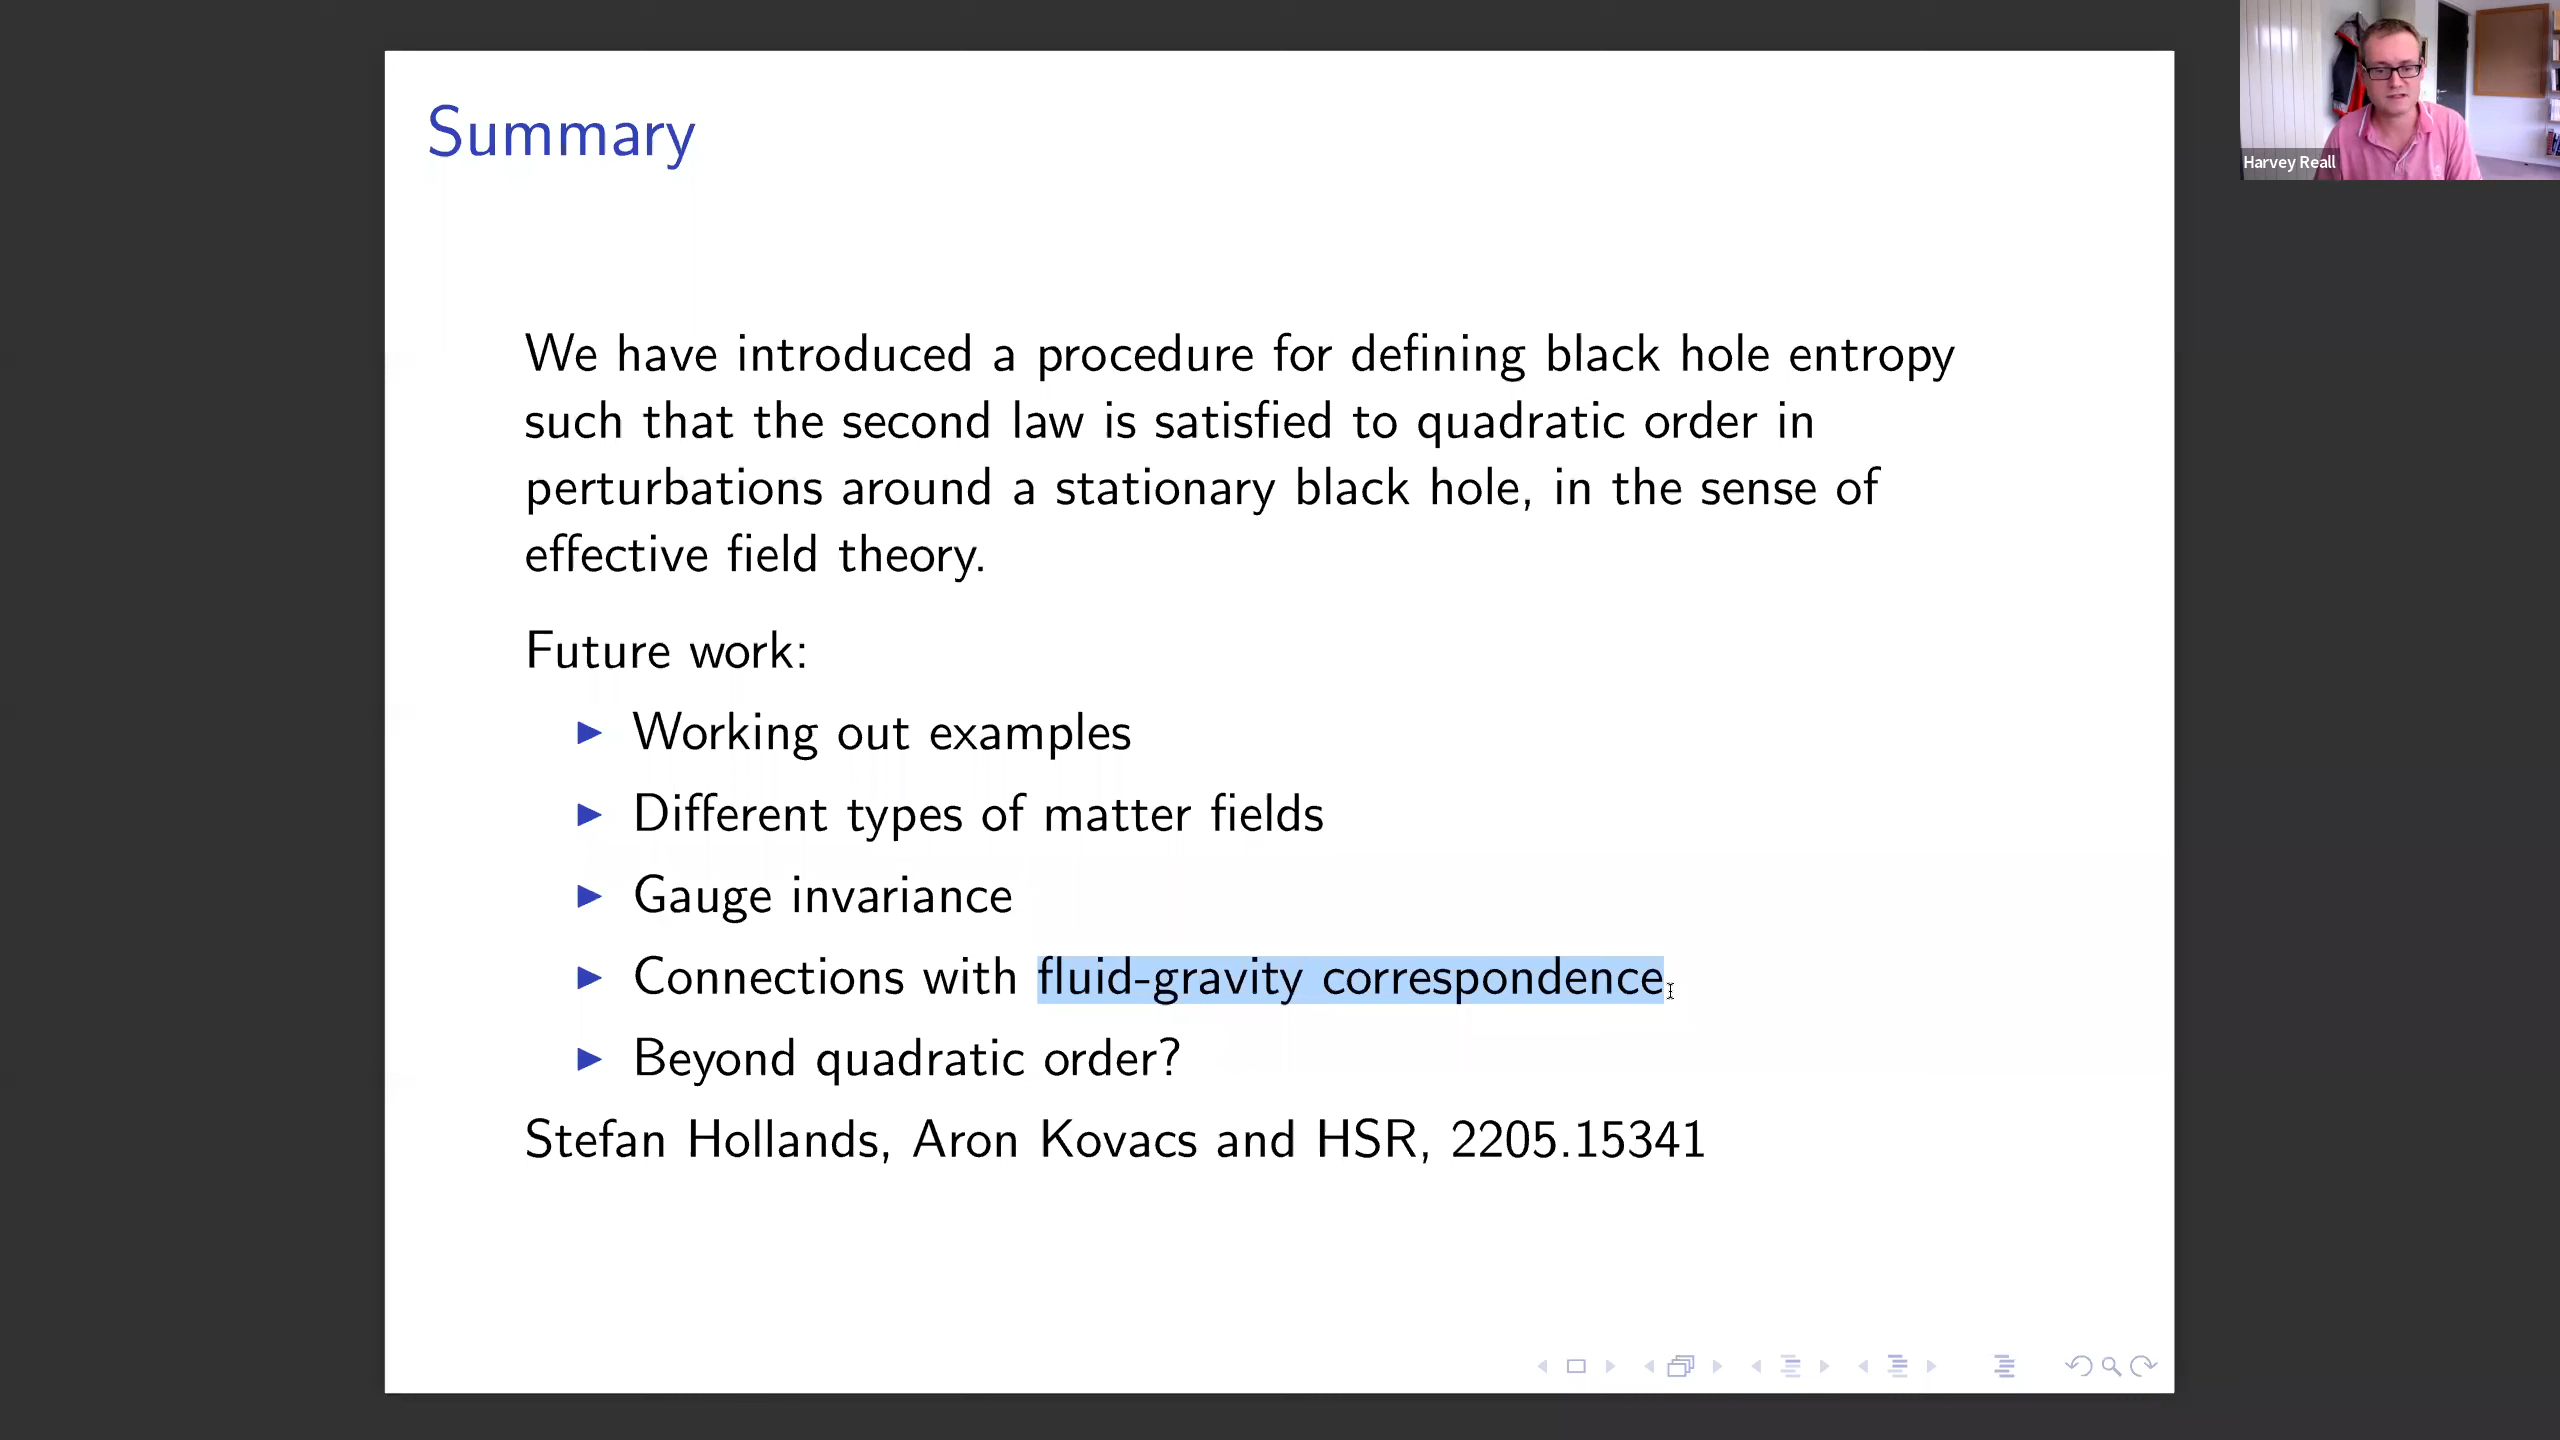 Summary
Harvey Reall
We have introduced a procedure for defining black hole entropy
such that the second law is satisfied to quadratic order in
perturbations around a stationary black hole, in the sense of
effective field theory.
Future work:
▶ Working out examples
▶ Different types of matter fields
▶ Gauge invariance
▶ Connections with fluid-gravity correspondence
▶ Beyond quadratic order?
Stefan Hollands, Aron Kovacs and HSR, 2205.15341